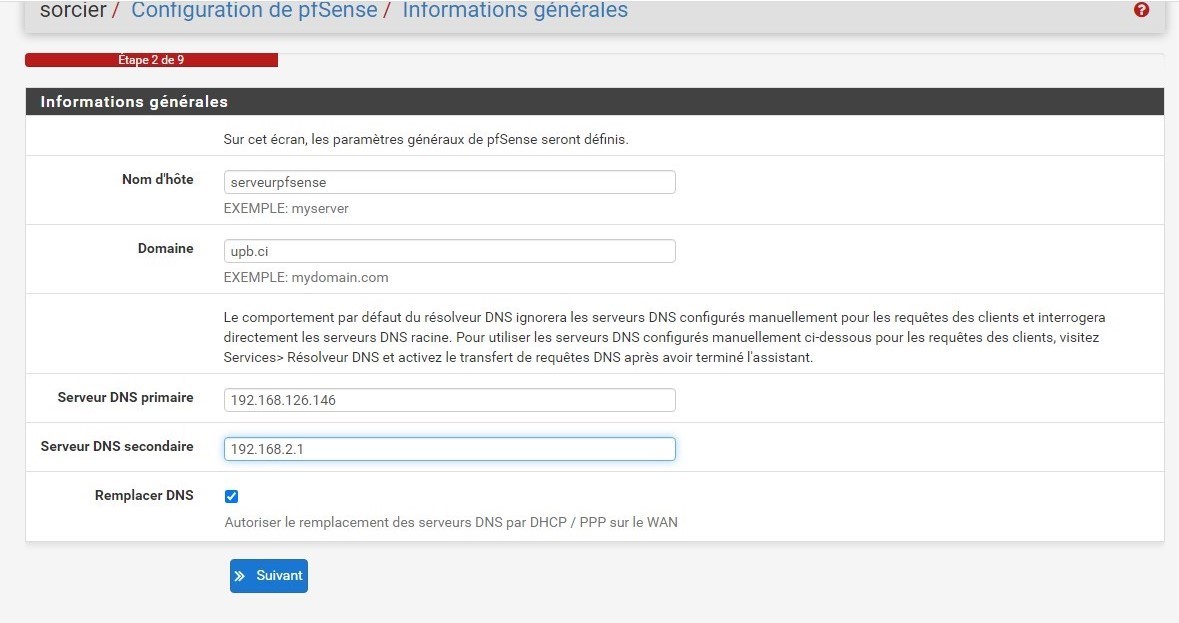 sorcier / Configuration de pfSense / Informations générales
Étape 2 de 9
Informations générales
Sur cet écran, les paramètres généraux de pfSense seront définis.
Nom d'hôte
serveurpfsense
EXEMPLE: myserver
Domaine
upb.ci
EXEMPLE: mydomain.com
Le comportement par défaut du résolveur DNS ignorera les serveurs DNS configurés manuellement pour les requêtes des clients et interrogera
directement les serveurs DNS racine. Pour utiliser les serveurs DNS configurés manuellement ci-dessous pour les requêtes des clients, visitez
Services> Résolveur DNS et activez le transfert de requêtes DNS après avoir terminé l'assistant.
Serveur DNS primaire
192.168.126.146
Serveur DNS secondaire
192.168.2.1
Remplacer DNS
Autoriser le remplacement des serveurs DNS par DHCP / PPP sur le WAN
Suivant